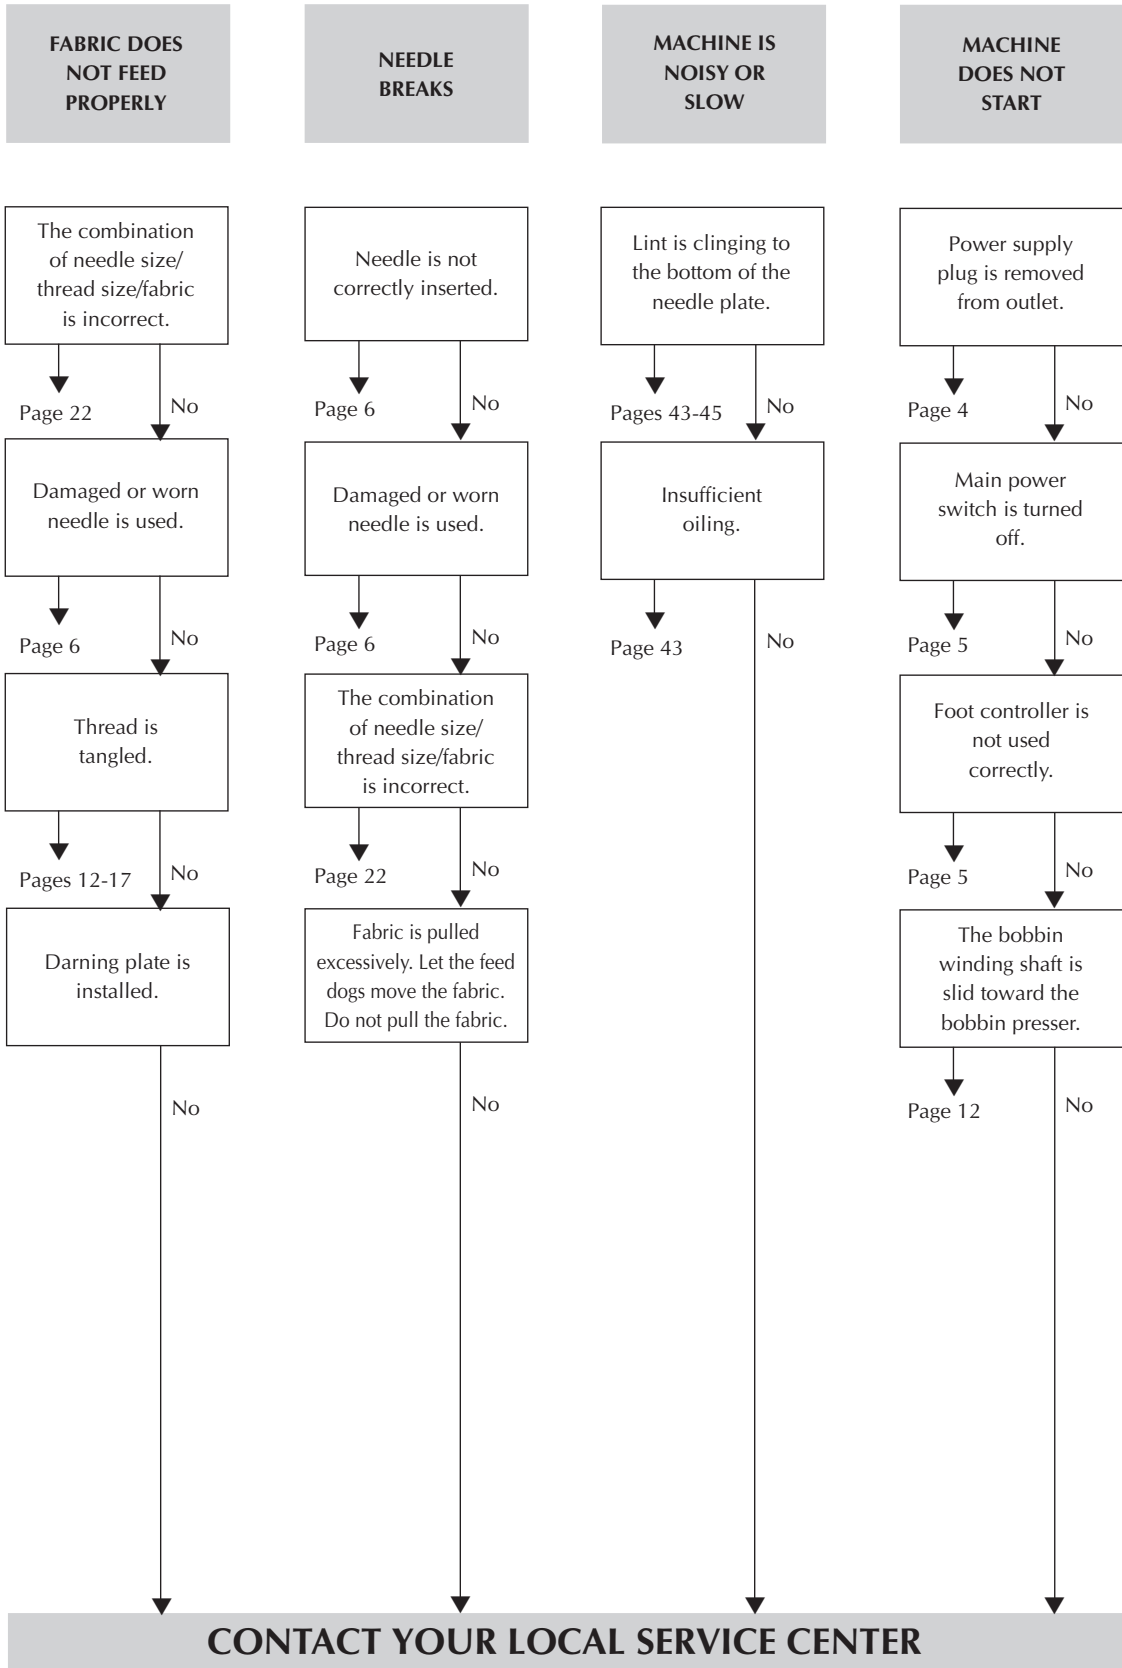 FABRIC DOES
NOT FEED
PROPERLY
The combination
of needle size/
thread size/fabric
is incorrect.
Page 22
No
Damaged or worn
needle is used.
Page 6
No
Thread is
tangled.
Pages 12-17
No
Darning plate is
installed.
No
NEEDLE
BREAKS
Needle is not
correctly inserted.
Page 6
No
Damaged or worn
needle is used.
Page 6
No
The combination
of needle size/
thread size/fabric
is incorrect.
Page 22
No
Fabric is pulled
excessively. Let the feed
dogs move the fabric.
Do not pull the fabric.
No
MACHINE IS
NOISY OR
SLOW
Lint is clinging to
the bottom of the
needle plate.
Pages 43-45
No
Insufficient
oiling.
Page 43
No
MACHINE
DOES NOT
START
Power supply
plug is removed
from outlet.
Page 4
No
Main power
switch is turned
off.
Page 5
No
Foot controller is
not used
correctly.
Page 5
No
The bobbin
winding shaft is
slid toward the
bobbin presser.
Page 12
No
CONTACT YOUR LOCAL SERVICE CENTER